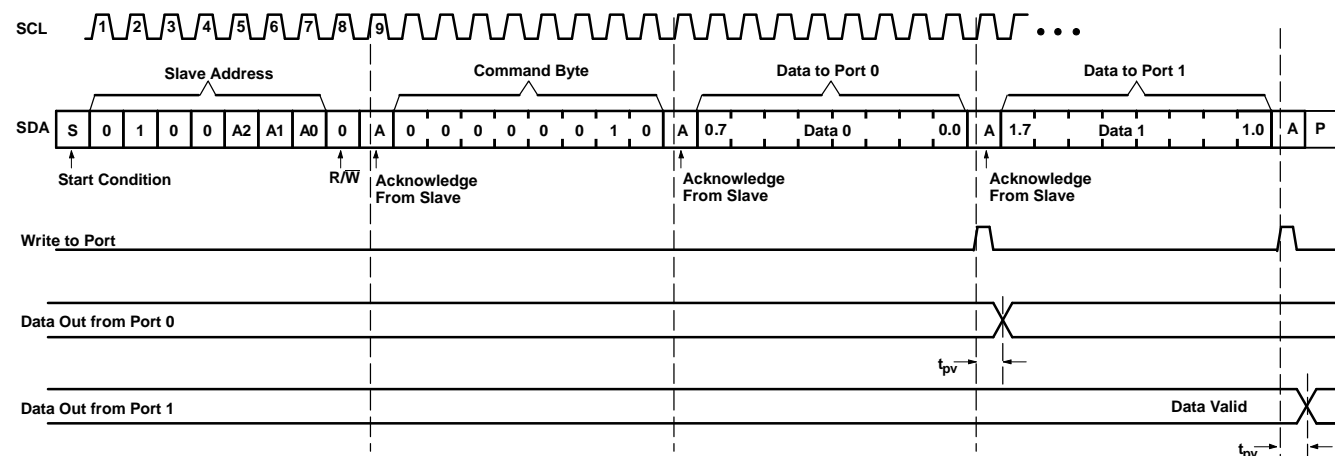 SCL 1 2 3 4 5 6 7 8 9 • • •
Slave Address Command Byte Data to Port 0 Data to Port 1
SDA S 0 1 0 0 A2 A1 A0 0 A 0 0 0 0 0 0 1 0 A 0.7 Data 0 0.0 A 1.7 Data 1 1.0 A P
Start Condition R/W̅ Acknowledge From Slave Acknowledge From Slave Acknowledge From Slave
Write to Port
Data Out from Port 0
tpv
Data Out from Port 1 Data Valid
tpv